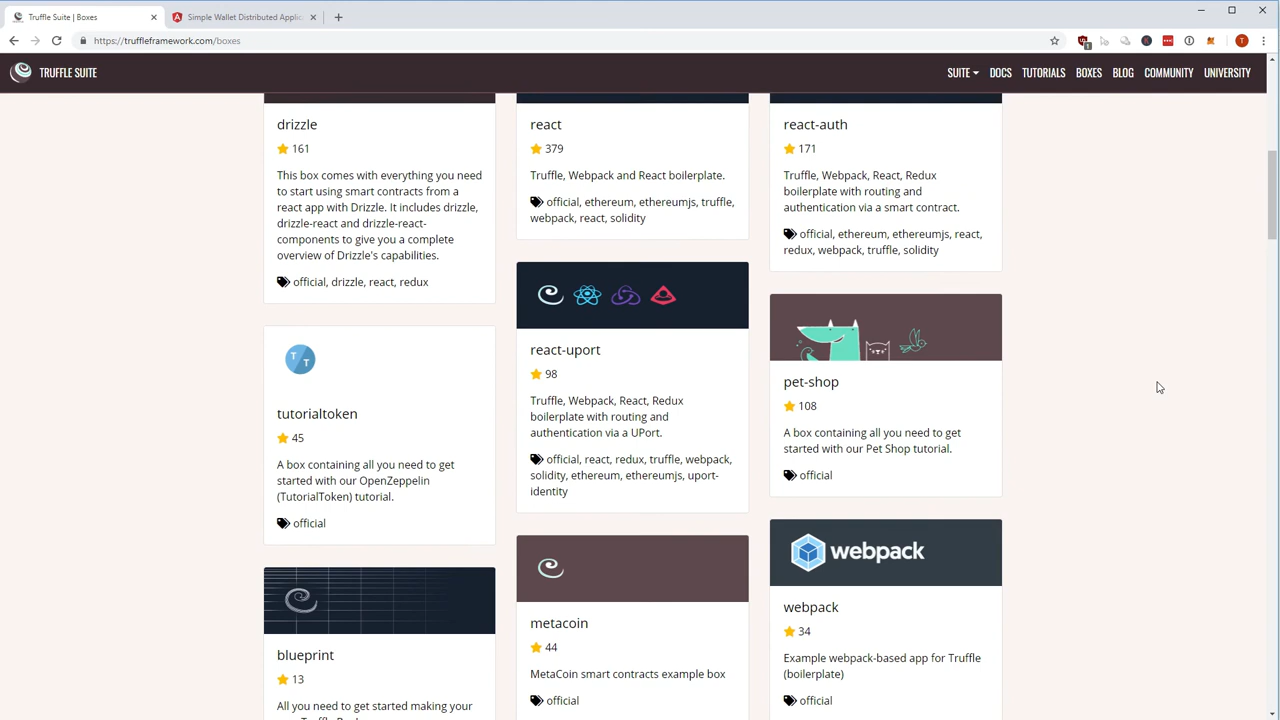 Truffle Suite | Boxes
Simple Wallet Distributed Applic
https://truffleframework.com/boxes
1
T
TRUFFLE SUITE
SUITE
DOCS
TUTORIALS
BOXES
BLOG
COMMUNITY
UNIVERSITY
drizzle
161
This box comes with everything you need
to start using smart contracts from a
react app with Drizzle. It includes drizzle,
drizzle-react and drizzle-react-
components to give you a complete
overview of Drizzle's capabilities.
official, drizzle, react, redux
react
379
Truffle, Webpack and React boilerplate.
official, ethereum, ethereumjs, truffle,
webpack, react, solidity
react-auth
171
Truffle, Webpack, React, Redux
boilerplate with routing and
authentication via a smart contract.
official, ethereum, ethereumjs, react,
redux, webpack, truffle, solidity
TT
tutorialtoken
45
A box containing all you need to get
started with our OpenZeppelin
(TutorialToken) tutorial.
official
react-uport
98
Truffle, Webpack, React, Redux
boilerplate with routing and
authentication via a UPort.
official, react, redux, truffle, webpack,
solidity, ethereum, ethereumjs, uport-
identity
pet-shop
108
A box containing all you need to get
started with our Pet Shop tutorial.
official
blueprint
13
All you need to get started making your
metacoin
44
MetaCoin smart contracts example box
official
webpack
webpack
34
Example webpack-based app for Truffle
(boilerplate)
official